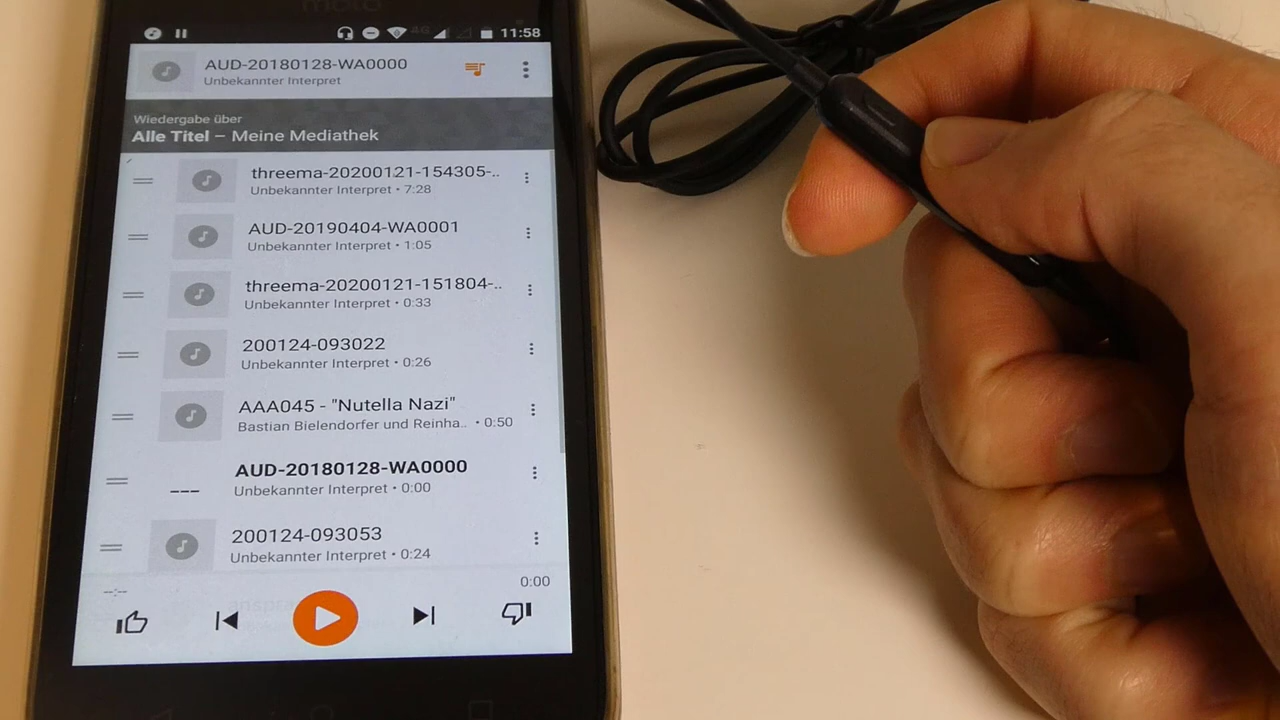 moto
4G 11:58
AUD-20180128-WA0000
Unbekannter Interpret
Wiedergabe über
Alle Titel – Meine Mediathek
threema-20200121-154305-..
Unbekannter Interpret • 7:28
AUD-20190404-WA0001
Unbekannter Interpret • 1:05
threema-20200121-151804-..
Unbekannter Interpret • 0:33
200124-093022
Unbekannter Interpret • 0:26
AAA045 - "Nutella Nazi"
Bastian Bielendorfer und Reinha.. • 0:50
AUD-20180128-WA0000
Unbekannter Interpret • 0:00
200124-093053
Unbekannter Interpret • 0:24
--:-- 0:00